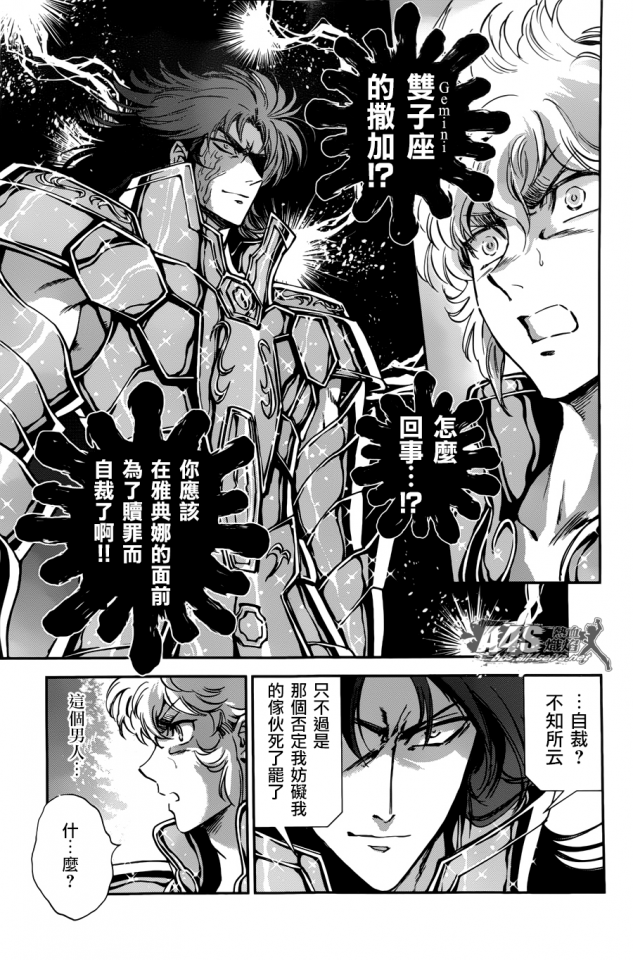 雙子座
Gemini
的撒加!?
怎麼
回事…!?
你應該
在雅典娜的面前
為了贖罪而
自裁了啊!!
…自裁？
不知所云
只不過是
那個否定我妨礙我
的傢伙死了罷了
這個男人…
什…麼？
A4S
熱血